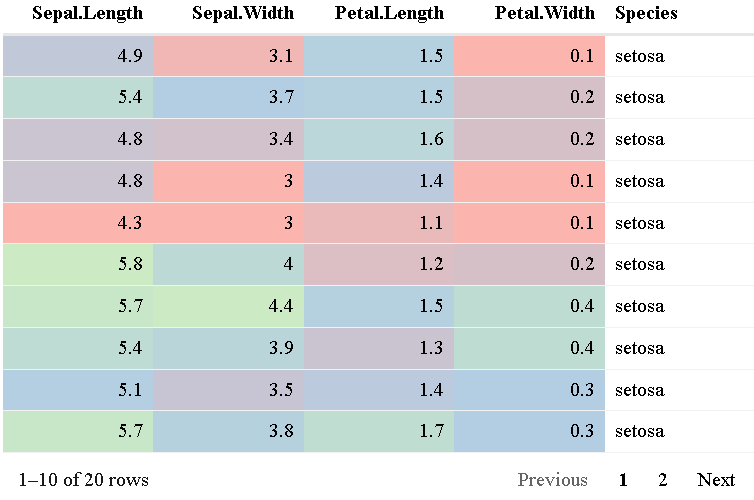 Sepal.Length Sepal.Width Petal.Length Petal.Width Species
4.9 3.1 1.5 0.1 setosa
5.4 3.7 1.5 0.2 setosa
4.8 3.4 1.6 0.2 setosa
4.8 3 1.4 0.1 setosa
4.3 3 1.1 0.1 setosa
5.8 4 1.2 0.2 setosa
5.7 4.4 1.5 0.4 setosa
5.4 3.9 1.3 0.4 setosa
5.1 3.5 1.4 0.3 setosa
5.7 3.8 1.7 0.3 setosa
1–10 of 20 rows Previous 1 2 Next